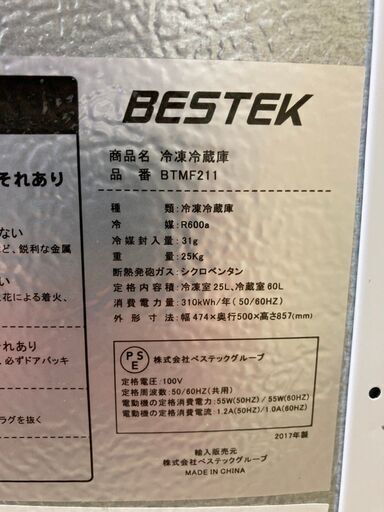 BESTEK
商品名 冷凍冷蔵庫
品番 BTMF211
種類:冷凍冷蔵庫
冷媒:R600a
冷媒封入量:31g
重量:25Kg
断熱発砲ガス:シクロペンタン
定格内容積:冷凍室25L、冷蔵室60L
消費電力量:310kWh/年(50/60HZ)
外形寸法:幅474×奥行500×高さ857(mm)
PSE
株式会社ベステックグループ
定格電圧:100V
定格周波数:50/60HZ(共用)
電動機の定格消費電力:55W(50HZ)/55W(60HZ)
電動機の定格消費電流:1.2A(50HZ)/1.0A(60HZ)
2017年製
輸入販売元
株式会社ベステックグループ
MADE IN CHINA
それあり
ない
ど、鋭利な金属
い
花による着火、
それあり
、必ずドアパッキ
ラグを抜く